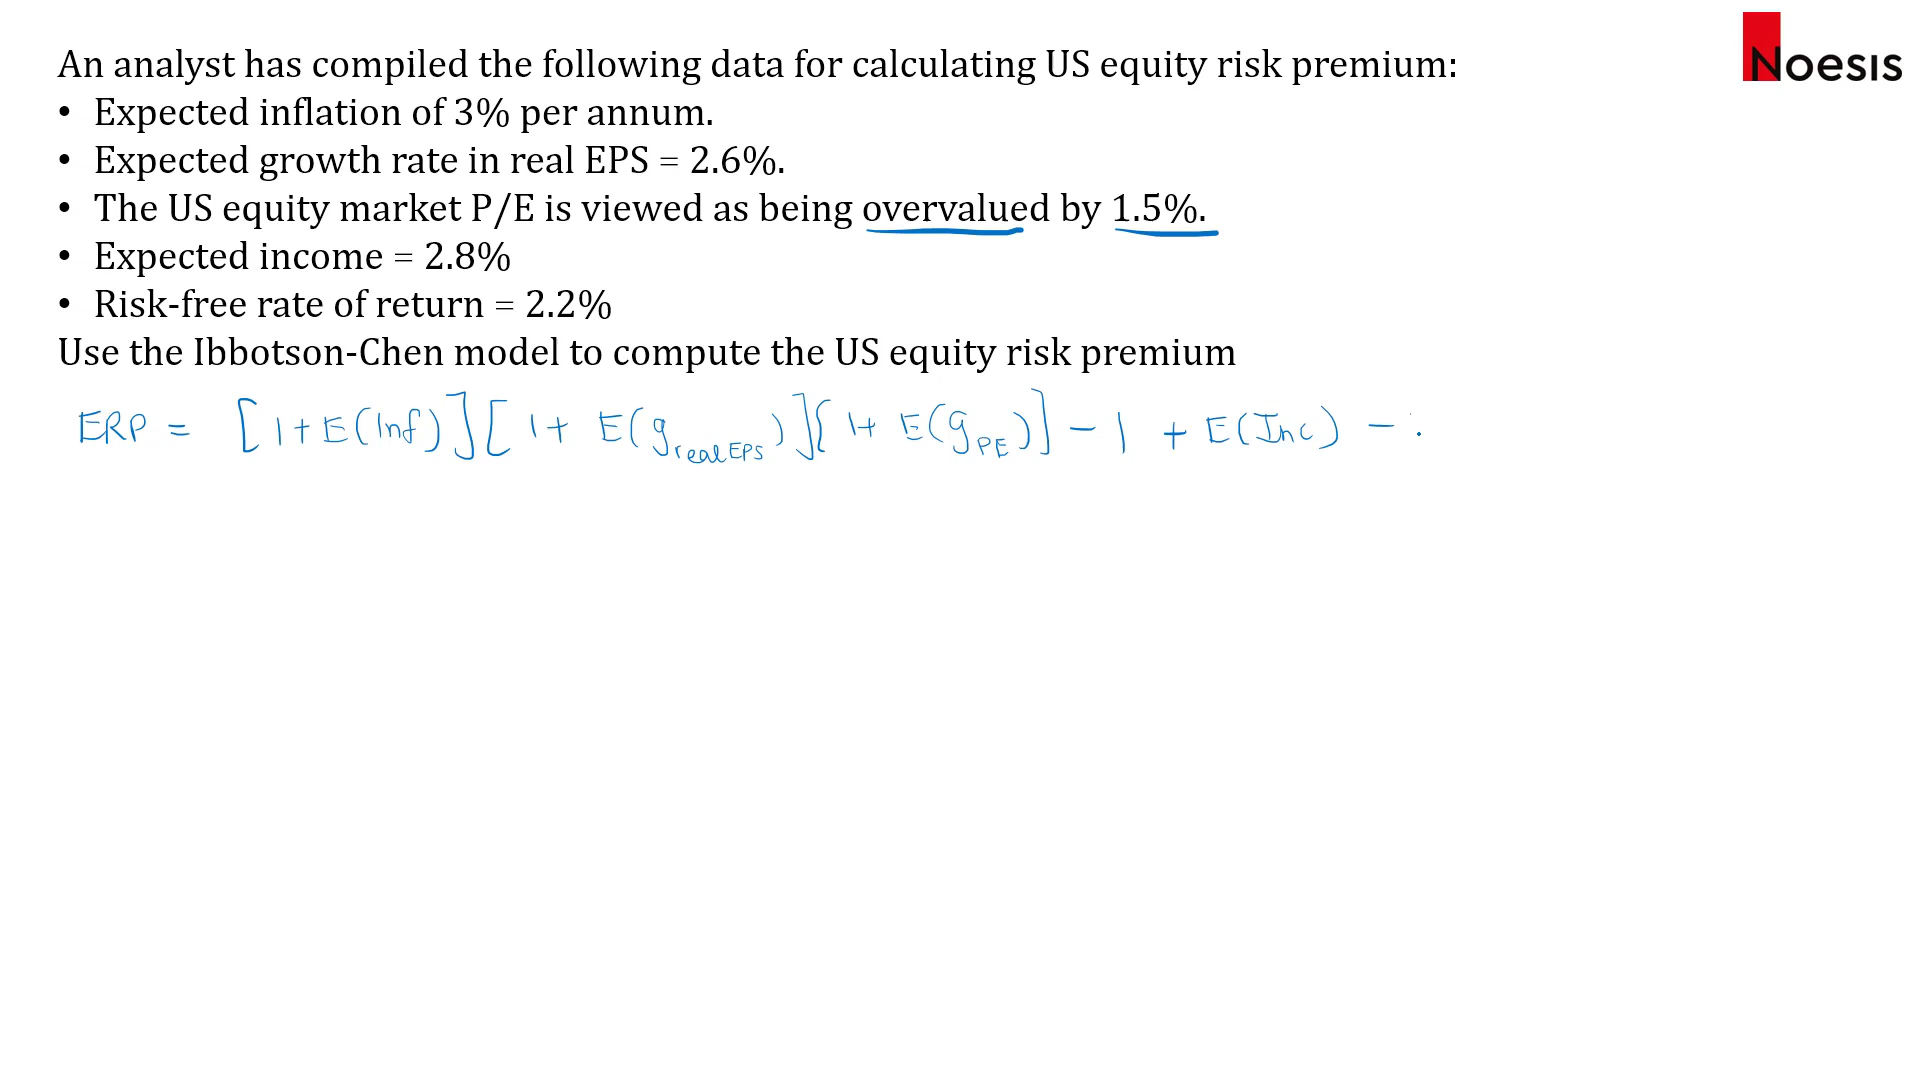 An analyst has compiled the following data for calculating US equity risk premium:
Noesis
• Expected inflation of 3% per annum.
• Expected growth rate in real EPS = 2.6%.
• The US equity market P/E is viewed as being overvalued by 1.5%.
• Expected income = 2.8%
• Risk-free rate of return = 2.2%
Use the Ibbotson-Chen model to compute the US equity risk premium
ERP = [1+E(Inf)][1+ E(g real EPS)][1+ E(g PE)] - 1 + E(Inc) -